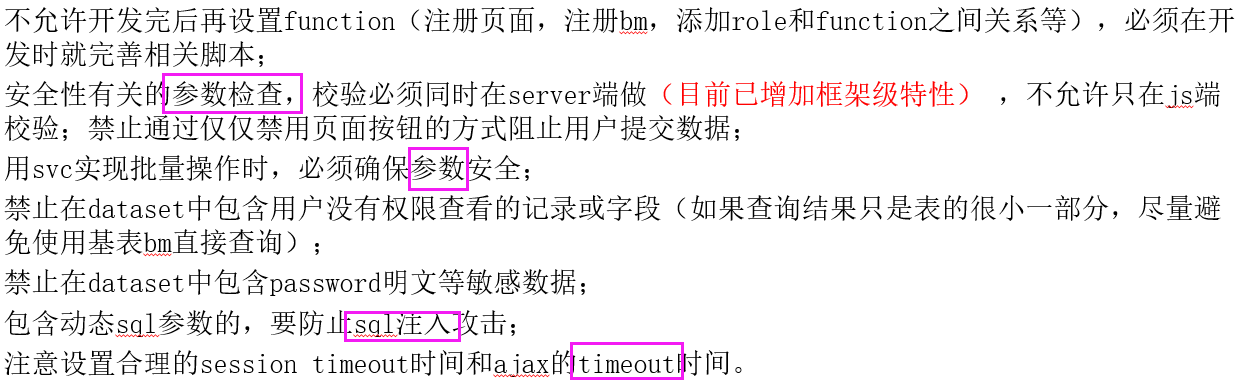 不允许开发完后再设置function（注册页面，注册bm，添加role和function之间关系等），必须在开
发时就完善相关脚本；
安全性有关的参数检查，校验必须同时在server端做（目前已增加框架级特性），不允许只在js端
校验；禁止通过仅仅禁用页面按钮的方式阻止用户提交数据；
用svc实现批量操作时，必须确保参数安全；
禁止在dataset中包含用户没有权限查看的记录或字段（如果查询结果只是表的很小一部分，尽量避
免使用基表bm直接查询）；
禁止在dataset中包含password明文等敏感数据；
包含动态sql参数的，要防止sql注入攻击；
注意设置合理的session timeout时间和ajax的timeout时间。